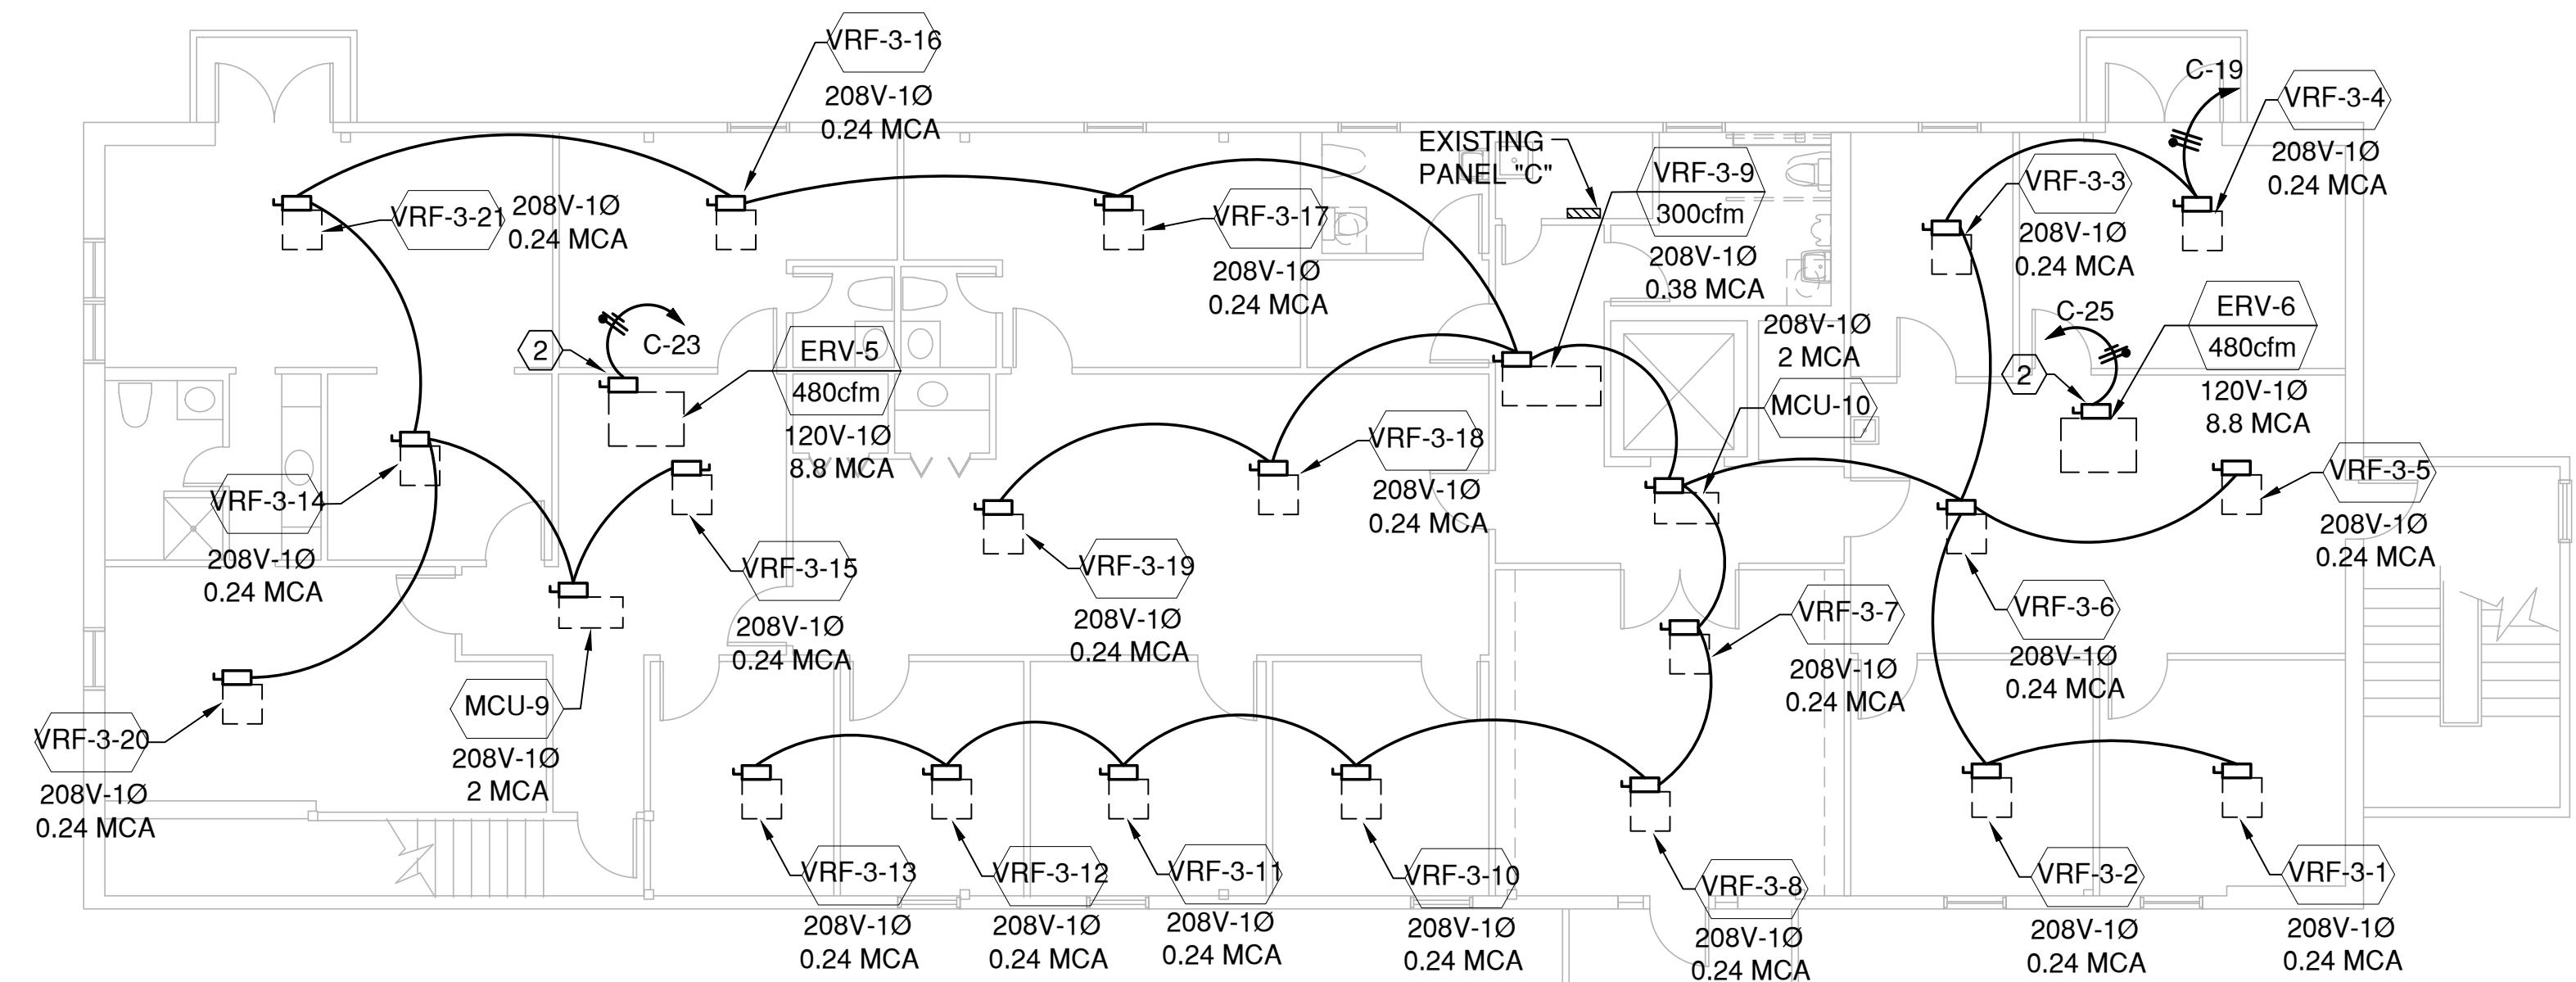 VRF-3-16
208V-1Ø
0.24 MCA
C-19
VRF-3-4
208V-1Ø
0.24 MCA
EXISTING
PANEL "C"
VRF-3-9
300cfm
208V-1Ø
0.38 MCA
VRF-3-3
208V-1Ø
0.24 MCA
VRF-3-21
208V-1Ø
0.24 MCA
VRF-3-17
208V-1Ø
0.24 MCA
C-23
2
ERV-5
480cfm
120V-1Ø
8.8 MCA
208V-1Ø
2 MCA
MCU-10
C-25
2
ERV-6
480cfm
120V-1Ø
8.8 MCA
VRF-3-14
208V-1Ø
0.24 MCA
VRF-3-18
208V-1Ø
0.24 MCA
VRF-3-5
208V-1Ø
0.24 MCA
VRF-3-15
208V-1Ø
0.24 MCA
VRF-3-19
208V-1Ø
0.24 MCA
VRF-3-7
208V-1Ø
0.24 MCA
VRF-3-6
208V-1Ø
0.24 MCA
VRF-3-20
208V-1Ø
0.24 MCA
MCU-9
208V-1Ø
2 MCA
VRF-3-13
208V-1Ø
0.24 MCA
VRF-3-12
208V-1Ø
0.24 MCA
VRF-3-11
208V-1Ø
0.24 MCA
VRF-3-10
208V-1Ø
0.24 MCA
VRF-3-8
208V-1Ø
0.24 MCA
VRF-3-2
208V-1Ø
0.24 MCA
VRF-3-1
208V-1Ø
0.24 MCA